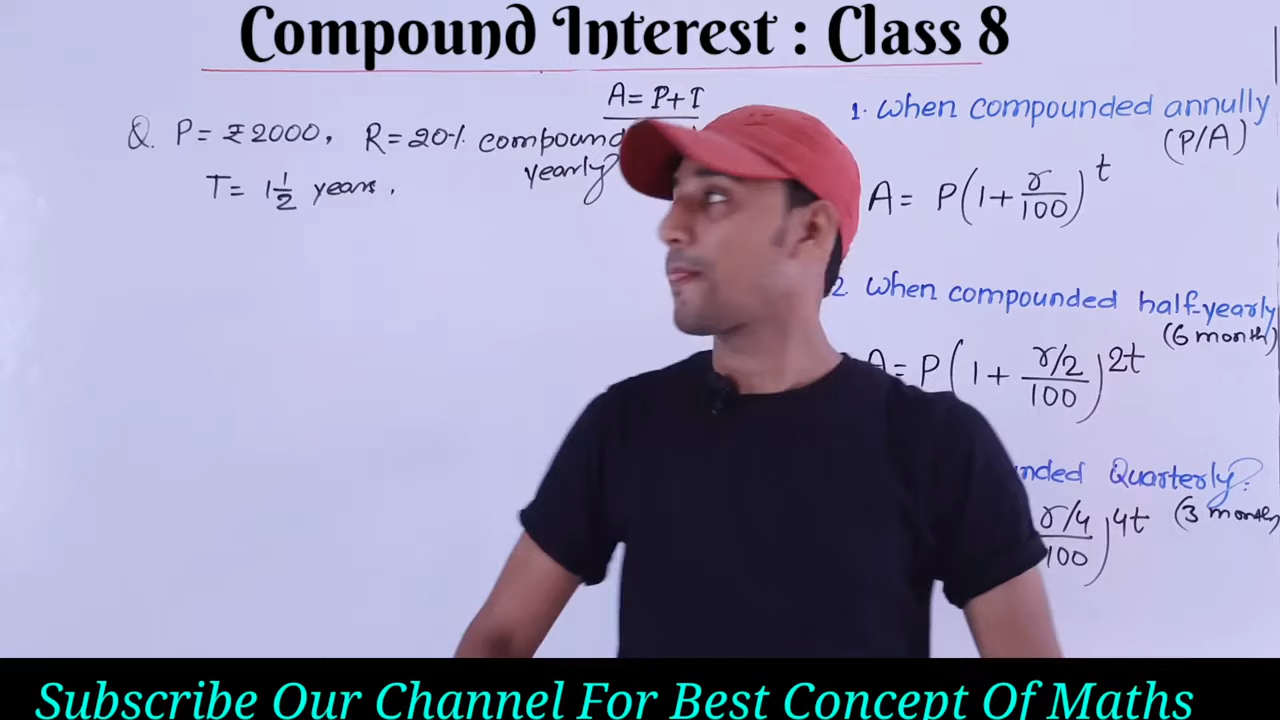 Compound Interest : Class 8
A = P+I
Q. P = ₹2000, R = 20% compound
yearly
T = 1 1/2 years.
1. when compounded annully
(P/A)
A = P(1 + r/100)^t
2. when compounded half-yearly
(6 month)
A = P(1 + r/2/100)^2t
Quarterly:
(3 month)
r/4/100)^4t
Subscribe Our Channel For Best Concept Of Maths